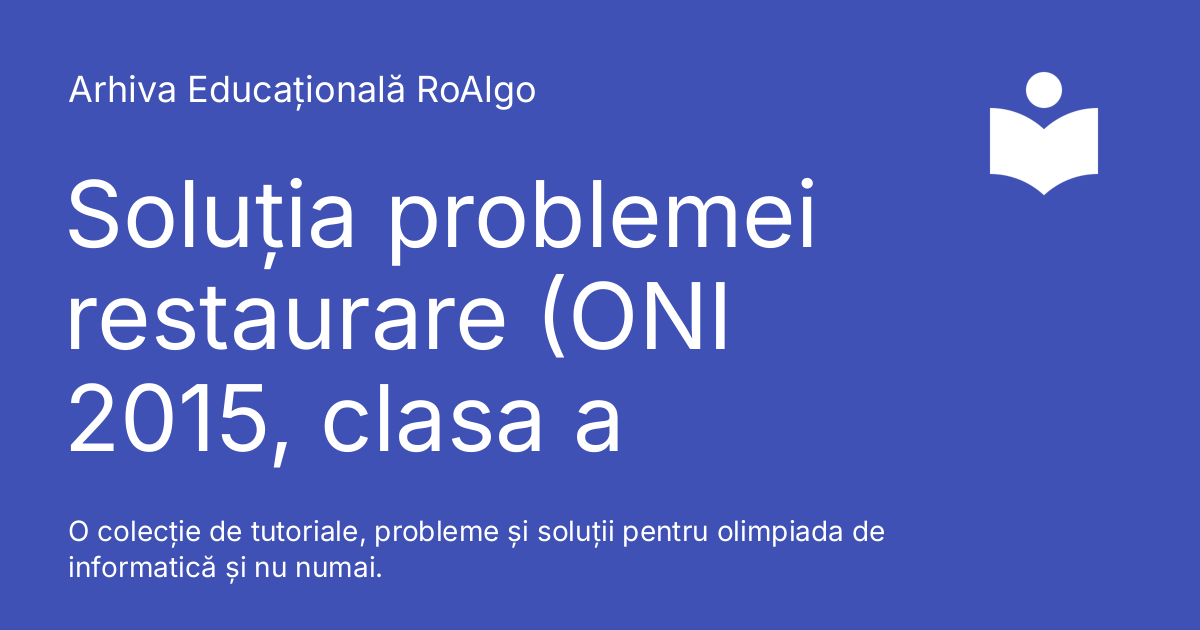 Arhiva Educațională RoAlgo
Soluția problemei
restaurare (ONI
2015, clasa a
O colecție de tutoriale, probleme și soluții pentru olimpiada de
informatică și nu numai.